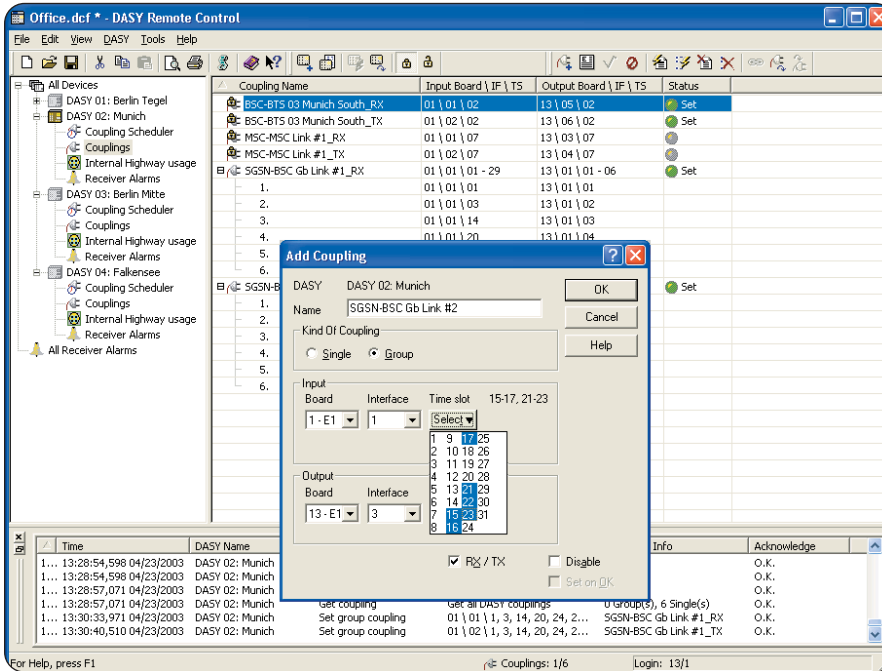 Office.dcf * - DASY Remote Control
File Edit View DASY Tools Help
All Devices
DASY 01: Berlin Tegel
DASY 02: Munich
Coupling Scheduler
Couplings
Internal Highway usage
Receiver Alarms
DASY 03: Berlin Mitte
Coupling Scheduler
Couplings
Internal Highway usage
Receiver Alarms
DASY 04: Falkensee
Coupling Scheduler
Couplings
Internal Highway usage
Receiver Alarms
All Receiver Alarms
Coupling Name Input Board \ IF \ TS Output Board \ IF \ TS Status
BSC-BTS 03 Munich South_RX 01 \ 01 \ 02 13 \ 05 \ 02 Set
BSC-BTS 03 Munich South_TX 01 \ 02 \ 02 13 \ 06 \ 02 Set
MSC-MSC Link #1_RX 01 \ 01 \ 07 13 \ 03 \ 07
MSC-MSC Link #1_TX 01 \ 02 \ 07 13 \ 04 \ 07
SGSN-BSC Gb Link #1_RX 01 \ 01 \ 01 - 29 13 \ 01 \ 01 - 06 Set
1. 01 \ 01 \ 01 13 \ 01 \ 01
2. 01 \ 01 \ 03 13 \ 01 \ 02
3. 01 \ 01 \ 14 13 \ 01 \ 03
4. 01 \ 01 \ 20 13 \ 01 \ 04
5.
6.
SGSN-B Set
1.
2.
3.
4.
5.
6.
Add Coupling
DASY DASY 02: Munich OK
Name SGSN-BSC Gb Link #2 Cancel
Kind Of Coupling Help
Single Group
Input
Board Interface Time slot 15-17, 21-23
1 - E1 1 Select
1 9 17 25
2 10 18 26
3 11 19 27
4 12 20 28
5 13 21 29
6 14 22 30
7 15 23 31
8 16 24
Output
Board Interface
13 - E1 3
RX / TX Disable
Set on OK
Time DASY Name Info Acknowledge
1... 13:28:54,598 04/23/2003 DASY 02: Munich O.K.
1... 13:28:54,598 04/23/2003 DASY 02: Munich O.K.
1... 13:28:57,071 04/23/2003 DASY 02: Munich O.K.
1... 13:28:57,071 04/23/2003 DASY 02: Munich Get coupling Get all DASY couplings 0 Group(s), 6 Single(s) O.K.
1... 13:30:33,971 04/23/2003 DASY 02: Munich Set group coupling 01 \ 01 \ 1, 3, 14, 20, 24, 2... SGSN-BSC Gb Link #1_RX O.K.
1... 13:30:40,510 04/23/2003 DASY 02: Munich Set group coupling 01 \ 02 \ 1, 3, 14, 20, 24, 2... SGSN-BSC Gb Link #1_TX O.K.
For Help, press F1 Couplings: 1/6 Login: 13/1